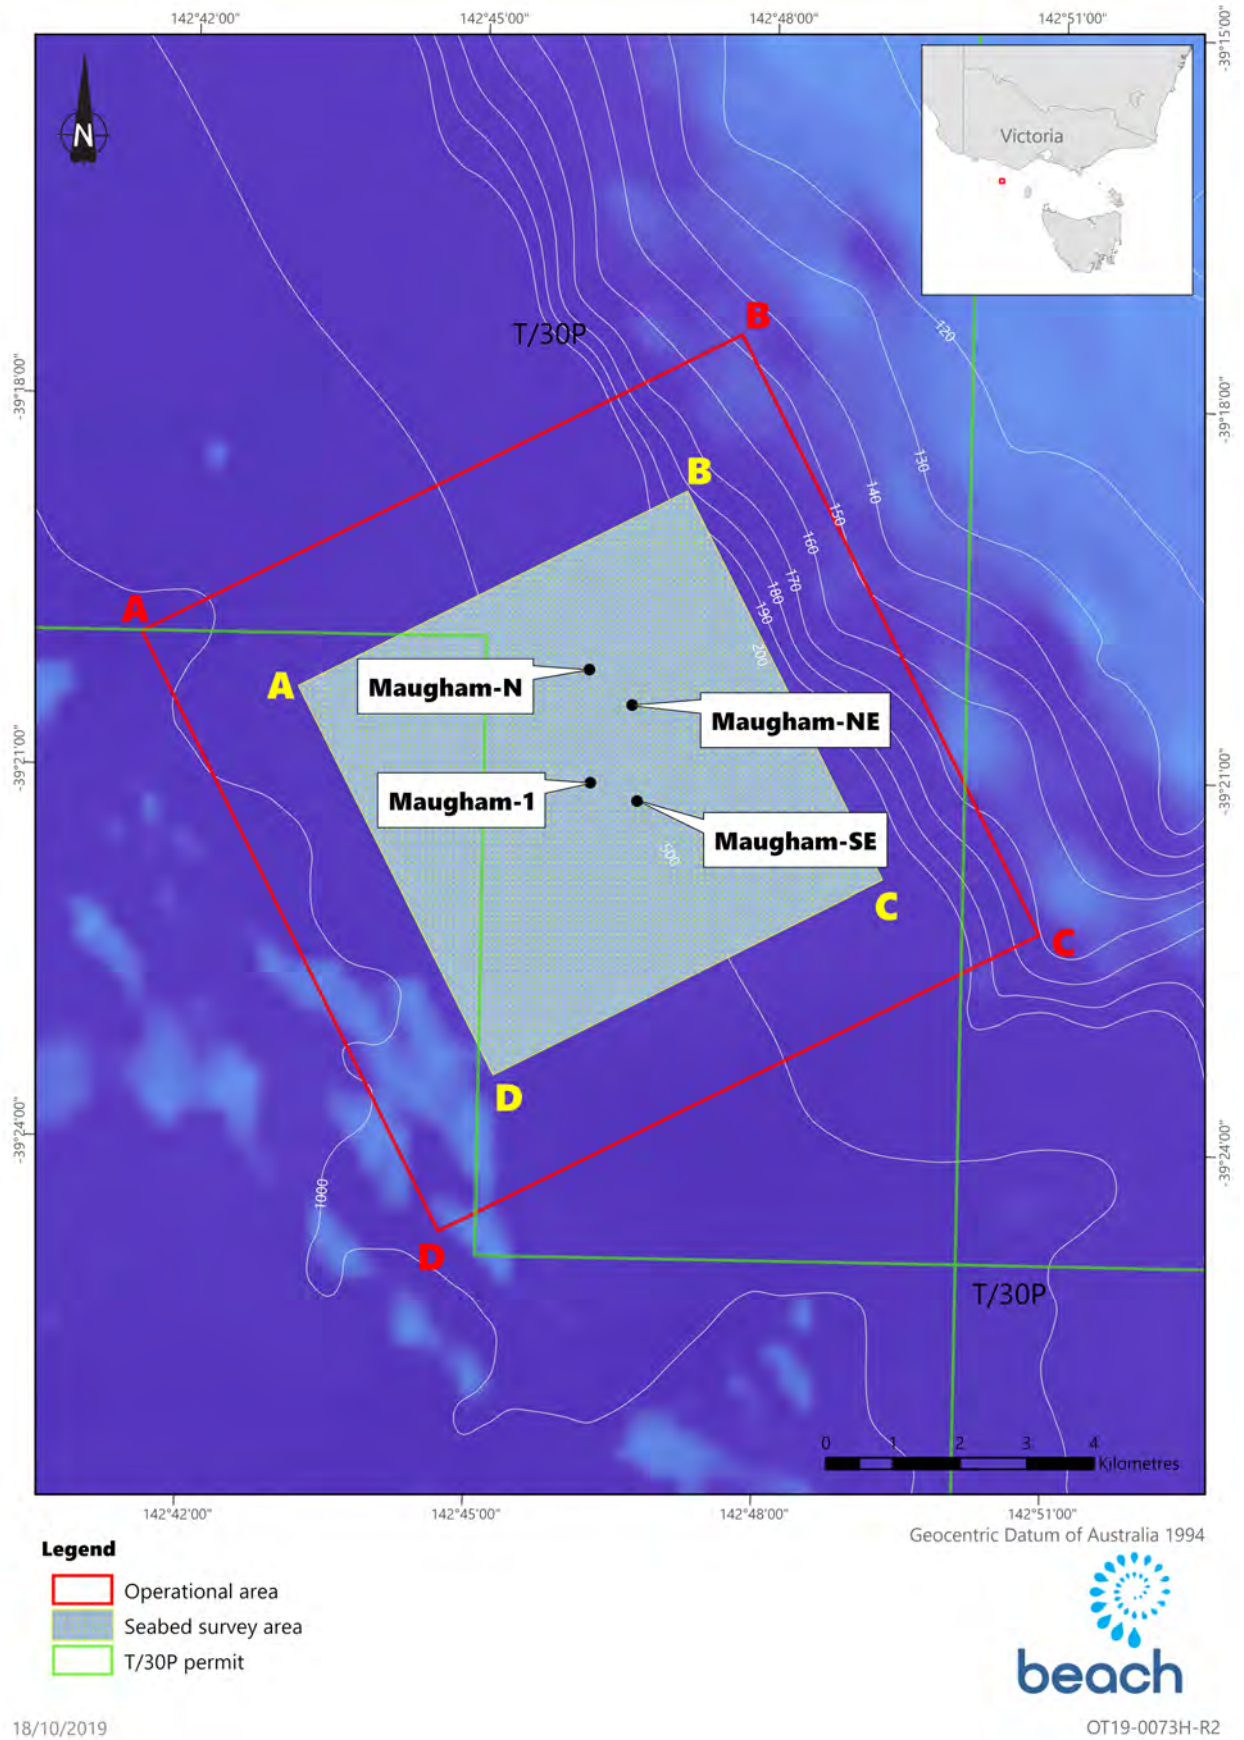 142°42'00" 142°45'00" 142°48'00" 142°51'00"
-39°15'00"
N
Victoria
120
T/30P
B
-39°18'00"
-39°18'00"
130
B
140
150
160
170
180
190
A
200
A
Maugham-N
Maugham-NE
-39°21'00"
-39°21'00"
Maugham-1
Maugham-SE
500
C
C
D
-39°24'00"
-39°24'00"
1000
D
T/30P
0 1 2 3 4
Kilometres
142°42'00" 142°45'00" 142°48'00" 142°51'00"
Geocentric Datum of Australia 1994
Legend
Operational area
Seabed survey area
T/30P permit
beach
18/10/2019
OT19-0073H-R2